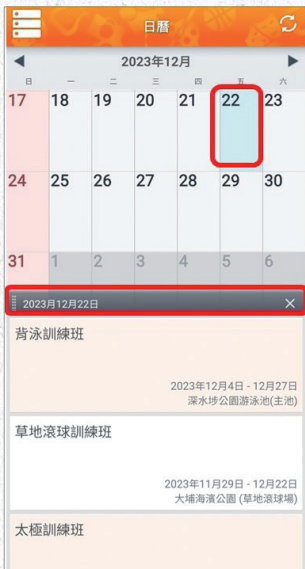 日曆
◀ 2023年12月 ▶
日 一 二 三 四 五 六
17 18 19 20 21 22 23
24 25 26 27 28 29 30
31 1 2 3 4 5 6
2023月12月22日 ×
背泳訓練班
2023年12月4日 - 12月27日
深水埗公園游泳池(主池)
草地滾球訓練班
2023年11月29日 - 12月22日
大埔海濱公園 (草地滾球場)
太極訓練班